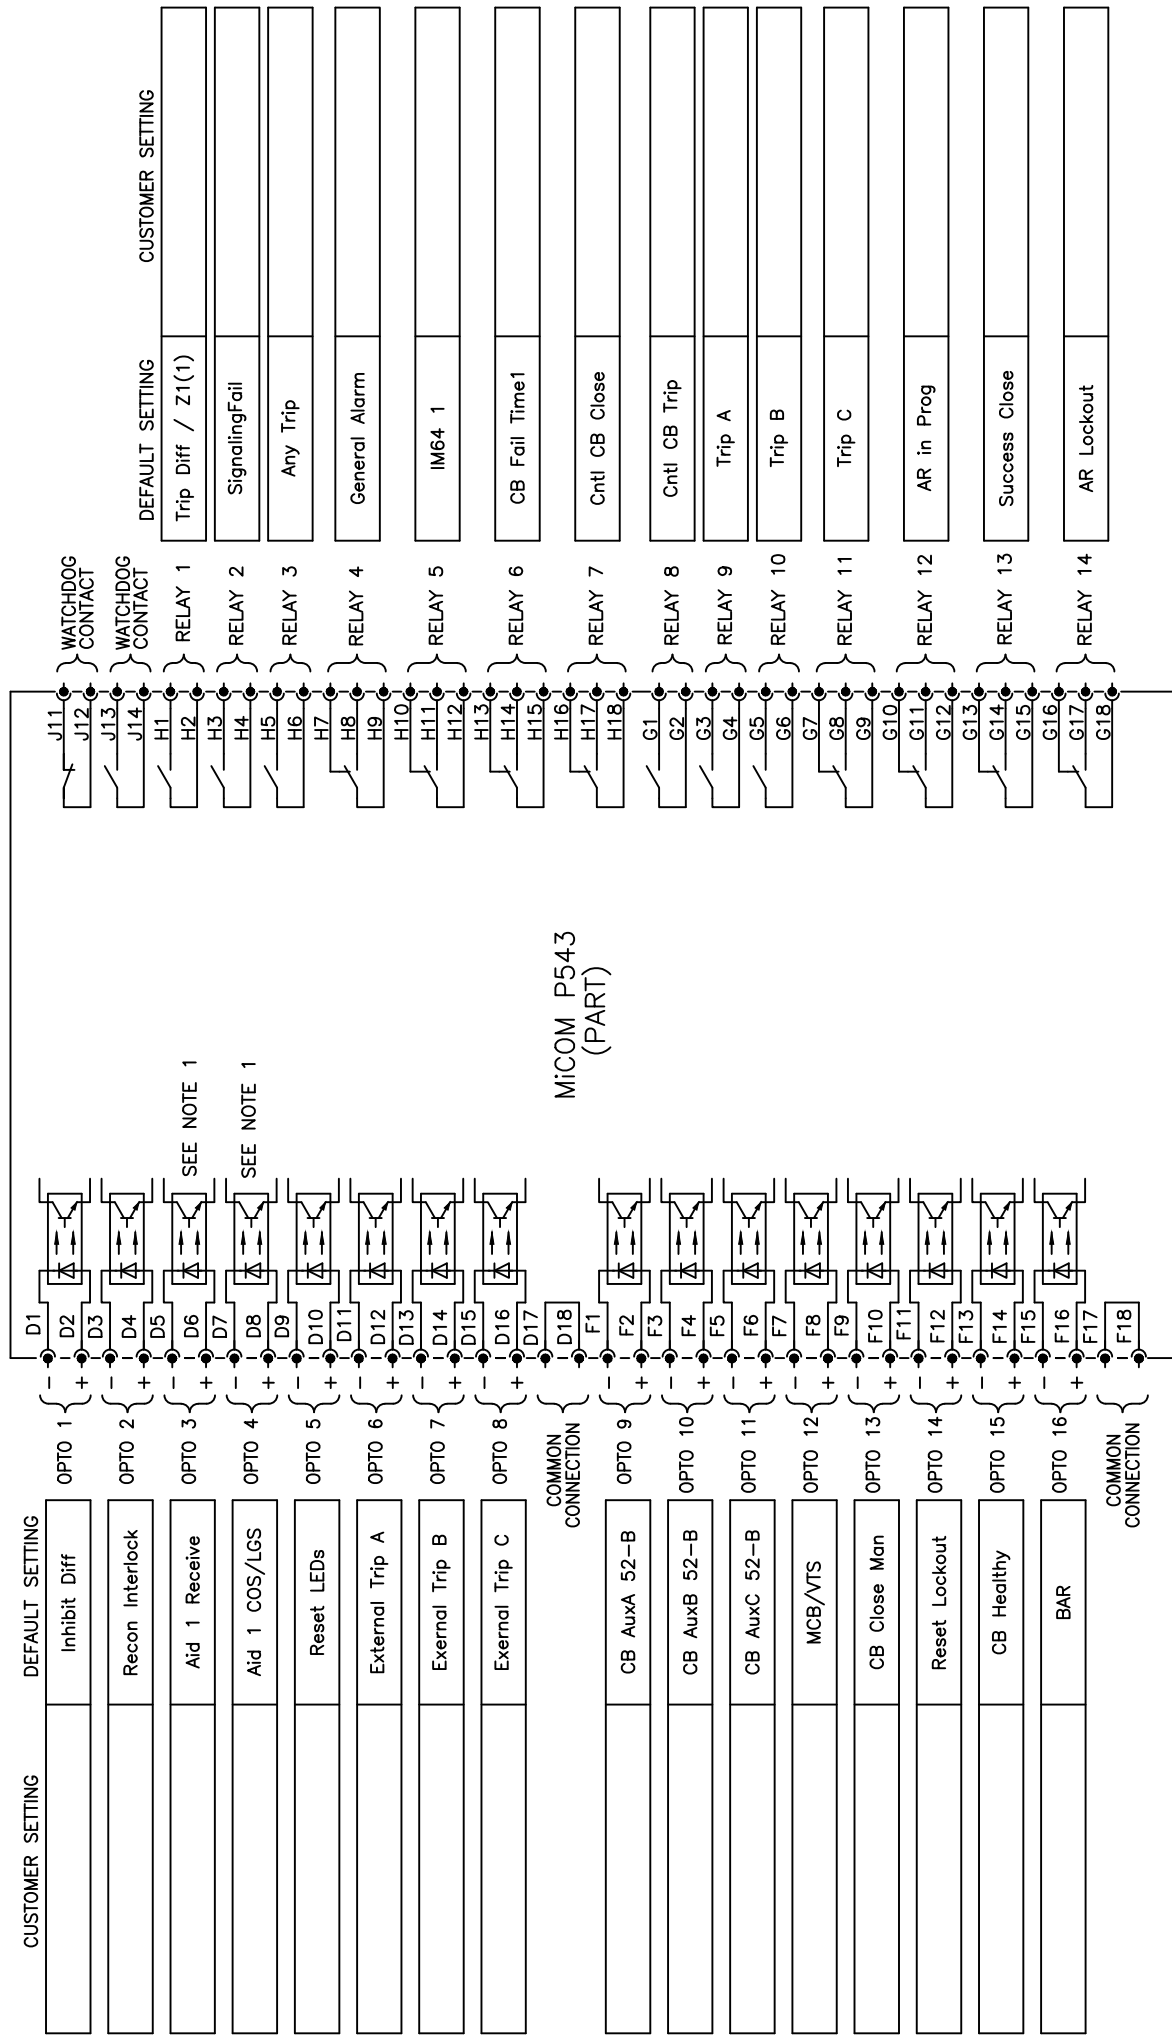 CUSTOMER SETTING
DEFAULT SETTING
Inhibit Diff
OPTO 1
-
+
D1
D2
Recon Interlock
OPTO 2
-
+
D3
D4
Aid 1 Receive
OPTO 3
-
+
D5
D6
SEE NOTE 1
Aid 1 COS/LGS
OPTO 4
-
+
D7
D8
SEE NOTE 1
Reset LEDs
OPTO 5
-
+
D9
D10
External Trip A
OPTO 6
-
+
D11
D12
Exernal Trip B
OPTO 7
-
+
D13
D14
Exernal Trip C
OPTO 8
-
+
D15
D16
COMMON
CONNECTION
D17
D18
CB AuxA 52-B
OPTO 9
-
+
F1
F2
CB AuxB 52-B
OPTO 10
-
+
F3
F4
CB AuxC 52-B
OPTO 11
-
+
F5
F6
MCB/VTS
OPTO 12
-
+
F7
F8
CB Close Man
OPTO 13
-
+
F9
F10
Reset Lockout
OPTO 14
-
+
F11
F12
CB Healthy
OPTO 15
-
+
F13
F14
BAR
OPTO 16
-
+
F15
F16
COMMON
CONNECTION
F17
F18
MiCOM P543
(PART)
DEFAULT SETTING
CUSTOMER SETTING
J11
J12
WATCHDOG
CONTACT
J13
J14
WATCHDOG
CONTACT
H1
H2
RELAY 1
Trip Diff / Z1(1)
H3
H4
RELAY 2
SignalingFail
H5
H6
RELAY 3
Any Trip
H7
H8
H9
RELAY 4
General Alarm
H10
H11
H12
RELAY 5
IM64 1
H13
H14
H15
RELAY 6
CB Fail Time1
H16
H17
H18
RELAY 7
Cntl CB Close
G1
G2
RELAY 8
Cntl CB Trip
G3
G4
RELAY 9
Trip A
G5
G6
RELAY 10
Trip B
G7
G8
G9
RELAY 11
Trip C
G10
G11
G12
RELAY 12
AR in Prog
G13
G14
G15
RELAY 13
Success Close
G16
G17
G18
RELAY 14
AR Lockout